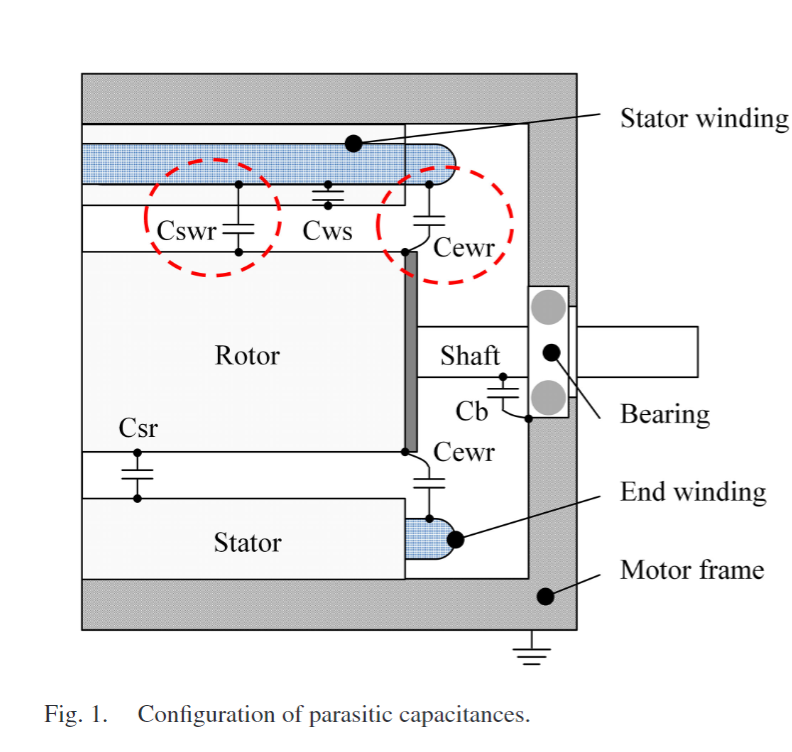 Stator winding
Cswr
Cws
Cewr
Rotor
Shaft
Cb
Bearing
Csr
Cewr
End winding
Stator
Motor frame
Fig. 1. Configuration of parasitic capacitances.